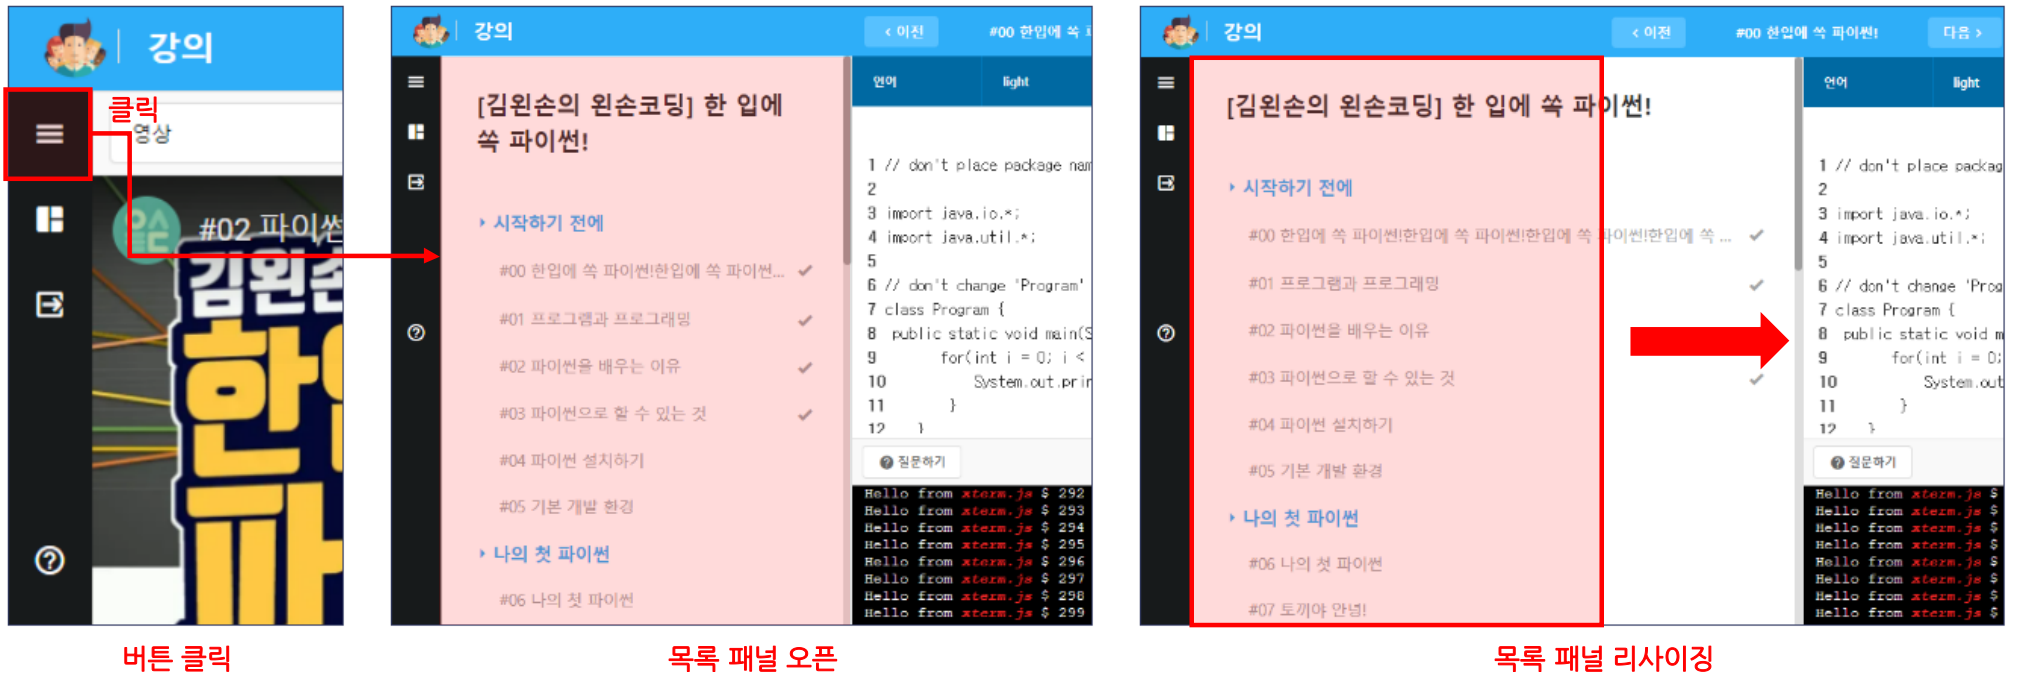 강의
클릭
영상
#02 파이썬
김왼손
한입
파
버튼 클릭
강의
< 이전
#00 한입에 쏙
언어
light
[김왼손의 왼손코딩] 한 입에
쏙 파이썬!
시작하기 전에
#00 한입에 쏙 파이썬!한입에 쏙 파이썬...
#01 프로그램과 프로그래밍
#02 파이썬을 배우는 이유
#03 파이썬으로 할 수 있는 것
#04 파이썬 설치하기
#05 기본 개발 환경
나의 첫 파이썬
#06 나의 첫 파이썬
1 // don't place package nam
2
3 import java.io.*;
4 import java.util.*;
5
6 // don't change 'Program'
7 class Program {
8 public static void main(S
9 for(int i = 0; i <
10 System.out.prin
11 }
12 }
질문하기
Hello from xterm.js $ 292
Hello from xterm.js $ 293
Hello from xterm.js $ 294
Hello from xterm.js $ 295
Hello from xterm.js $ 296
Hello from xterm.js $ 297
Hello from xterm.js $ 298
Hello from xterm.js $ 299
목록 패널 오픈
강의
< 이전
#00 한입에 쏙 파이썬!
다음 >
언어
light
[김왼손의 왼손코딩] 한 입에 쏙 파이썬!
시작하기 전에
#00 한입에 쏙 파이썬!한입에 쏙 파이썬!한입에 쏙 파이썬!한입에 쏙 ...
#01 프로그램과 프로그래밍
#02 파이썬을 배우는 이유
#03 파이썬으로 할 수 있는 것
#04 파이썬 설치하기
#05 기본 개발 환경
나의 첫 파이썬
#06 나의 첫 파이썬
#07 토끼야 안녕!
1 // don't place packag
2
3 import java.io.*;
4 import java.util.*;
5
6 // don't change 'Prog
7 class Program {
8 public static void m
9 for(int i = 0;
10 System.out
11 }
12 }
질문하기
Hello from xterm.js $
Hello from xterm.js $
Hello from xterm.js $
Hello from xterm.js $
Hello from xterm.js $
Hello from xterm.js $
Hello from xterm.js $
Hello from xterm.js $
목록 패널 리사이징